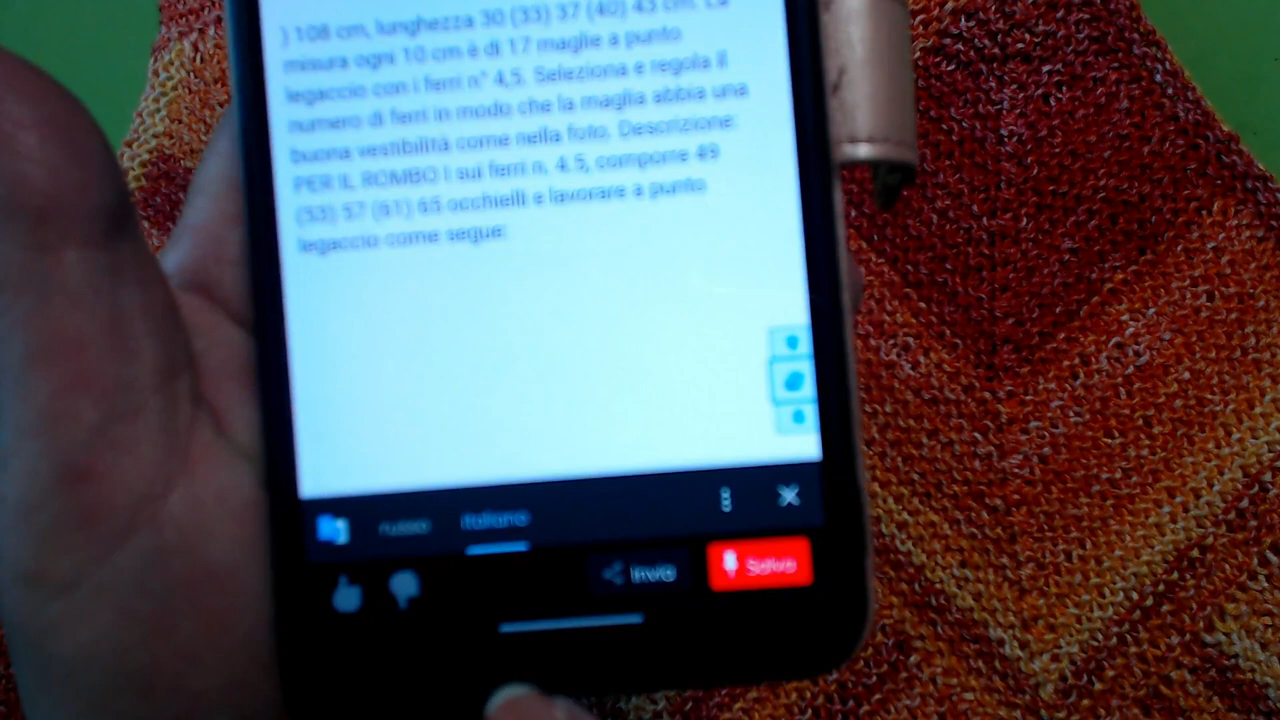 ) 108 cm, lunghezza 30 (33) 37 (40) 43 cm. La
misura ogni 10 cm è di 17 maglie a punto
legaccio con i ferri n° 4,5. Seleziona e regola il
numero di ferri in modo che la maglia abbia una
buona vestibilità come nella foto. Descrizione:
PER IL ROMBO I sui ferri n. 4.5, comporre 49
(53) 57 (61) 65 occhielli e lavorare a punto
legaccio come segue:
russo italiano
Invia Salva